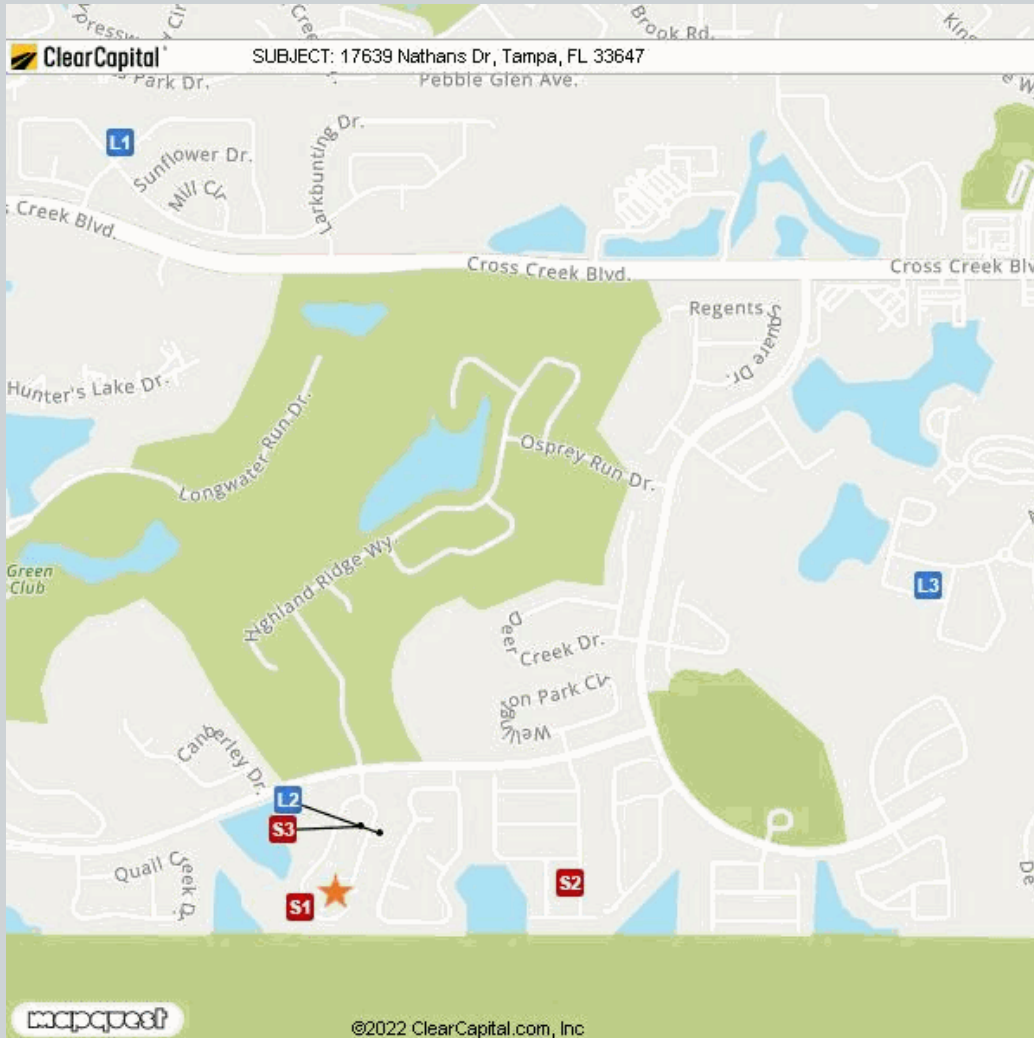 Brook Rd.
ClearCapital
SUBJECT: 17639 Nathans Dr, Tampa, FL 33647
Park Dr.
Pebble Glen Ave.
L1
Sunflower Dr.
Mill Cir
Larkbunting Dr.
Creek Blvd.
Cross Creek Blvd.
Cross Creek Blv
Regents
Square Dr.
Hunter's Lake Dr.
Longwater Run Dr.
Osprey Run Dr.
Green
Club
Highland Ridge Wy.
L3
Deer
Creek Dr.
on Park Cir
Wellingt
Canberley Dr.
L2
S3
P
Quail Creek D.
S2
S1
De
mapquest
©2022 ClearCapital.com, Inc